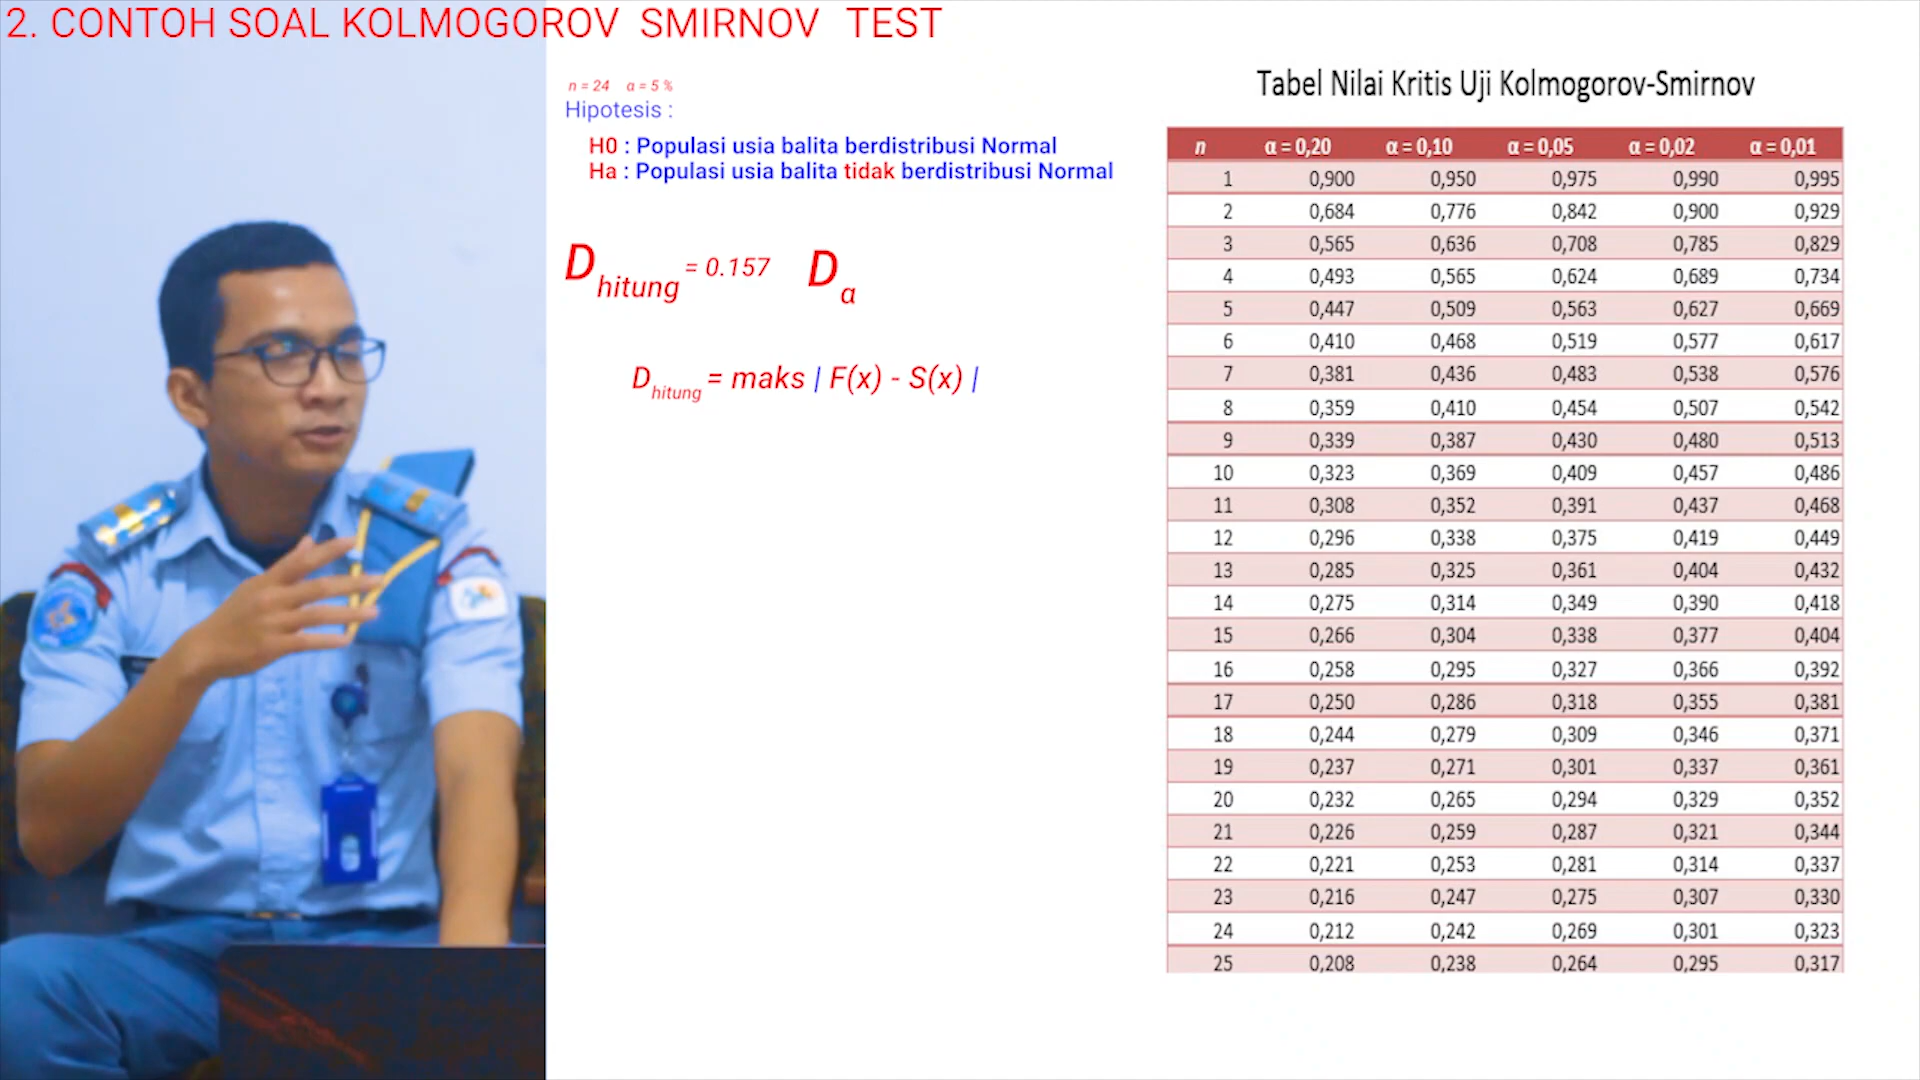 2. CONTOH SOAL KOLMOGOROV SMIRNOV TEST
n = 24 α = 5 %
Hipotesis :
H0 : Populasi usia balita berdistribusi Normal
Ha : Populasi usia balita tidak berdistribusi Normal
D hitung = 0.157 D α
D hitung = maks | F(x) - S(x) |
Tabel Nilai Kritis Uji Kolmogorov-Smirnov
n α = 0,20 α = 0,10 α = 0,05 α = 0,02 α = 0,01
1 0,900 0,950 0,975 0,990 0,995
2 0,684 0,776 0,842 0,900 0,929
3 0,565 0,636 0,708 0,785 0,829
4 0,493 0,565 0,624 0,689 0,734
5 0,447 0,509 0,563 0,627 0,669
6 0,410 0,468 0,519 0,577 0,617
7 0,381 0,436 0,483 0,538 0,576
8 0,359 0,410 0,454 0,507 0,542
9 0,339 0,387 0,430 0,480 0,513
10 0,323 0,369 0,409 0,457 0,486
11 0,308 0,352 0,391 0,437 0,468
12 0,296 0,338 0,375 0,419 0,449
13 0,285 0,325 0,361 0,404 0,432
14 0,275 0,314 0,349 0,390 0,418
15 0,266 0,304 0,338 0,377 0,404
16 0,258 0,295 0,327 0,366 0,392
17 0,250 0,286 0,318 0,355 0,381
18 0,244 0,279 0,309 0,346 0,371
19 0,237 0,271 0,301 0,337 0,361
20 0,232 0,265 0,294 0,329 0,352
21 0,226 0,259 0,287 0,321 0,344
22 0,221 0,253 0,281 0,314 0,337
23 0,216 0,247 0,275 0,307 0,330
24 0,212 0,242 0,269 0,301 0,323
25 0,208 0,238 0,264 0,295 0,317